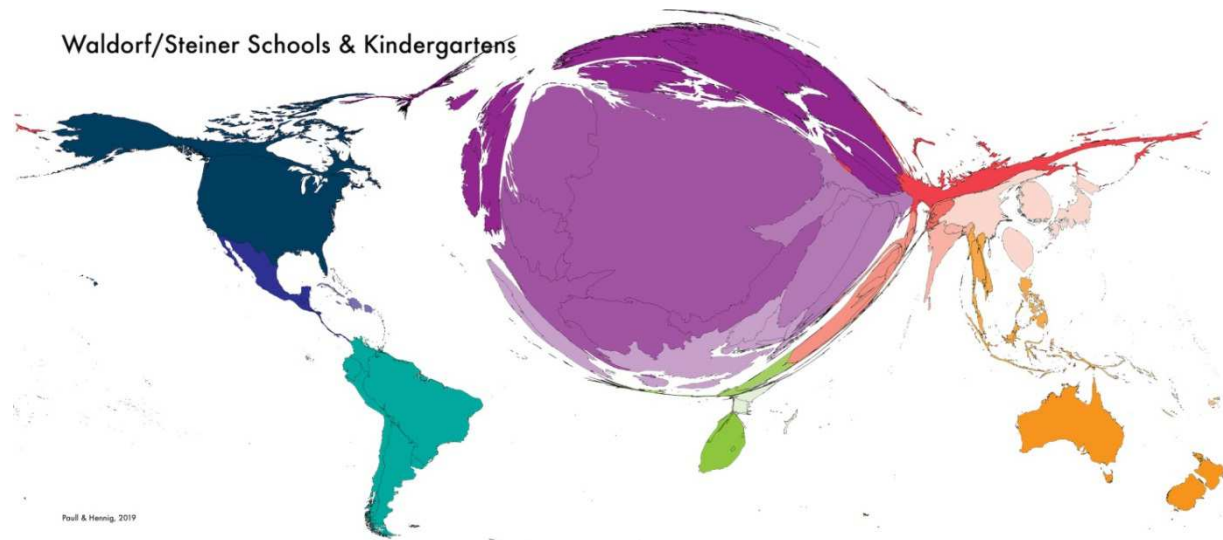 Waldorf/Steiner Schools & Kindergartens
Paull & Hennig, 2019